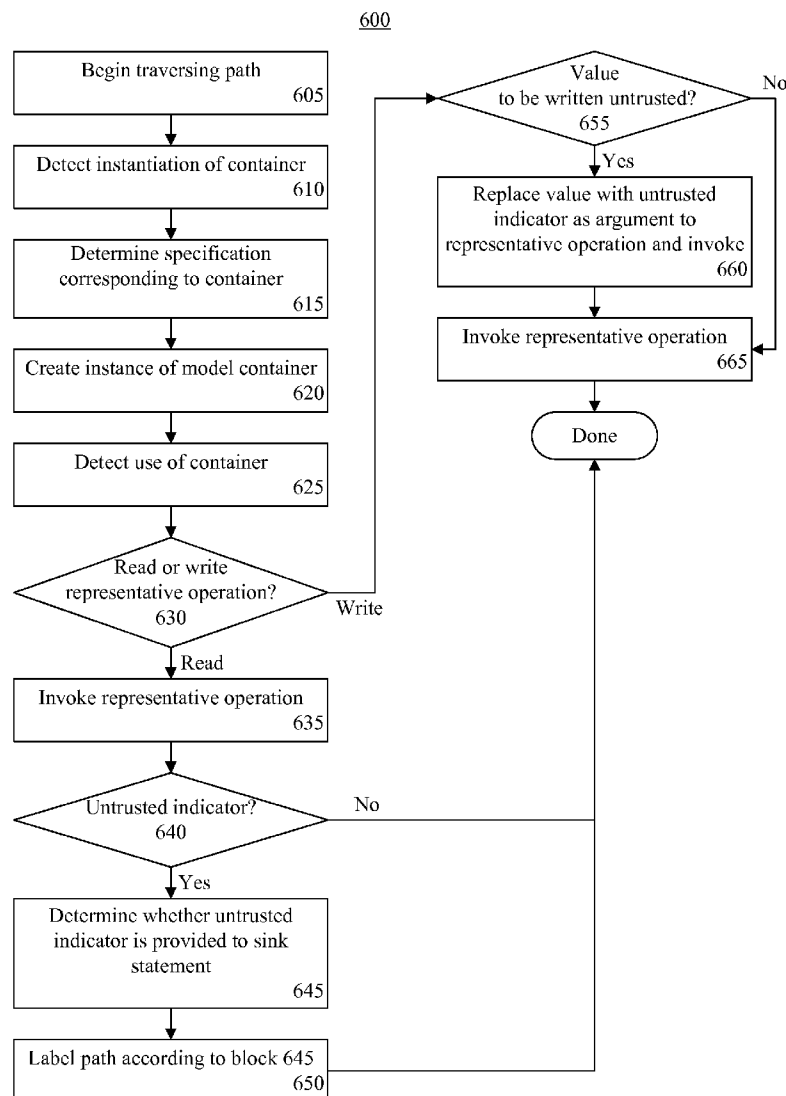 600
Begin traversing path
605
Detect instantiation of container
610
Determine specification
corresponding to container
615
Create instance of model container
620
Detect use of container
625
Read or write
representative operation?
630
Write
Read
Invoke representative operation
635
Untrusted indicator?
640
No
Yes
Determine whether untrusted
indicator is provided to sink
statement
645
Label path according to block 645
650
Value
to be written untrusted?
655
No
Yes
Replace value with untrusted
indicator as argument to
representative operation and invoke
660
Invoke representative operation
665
Done